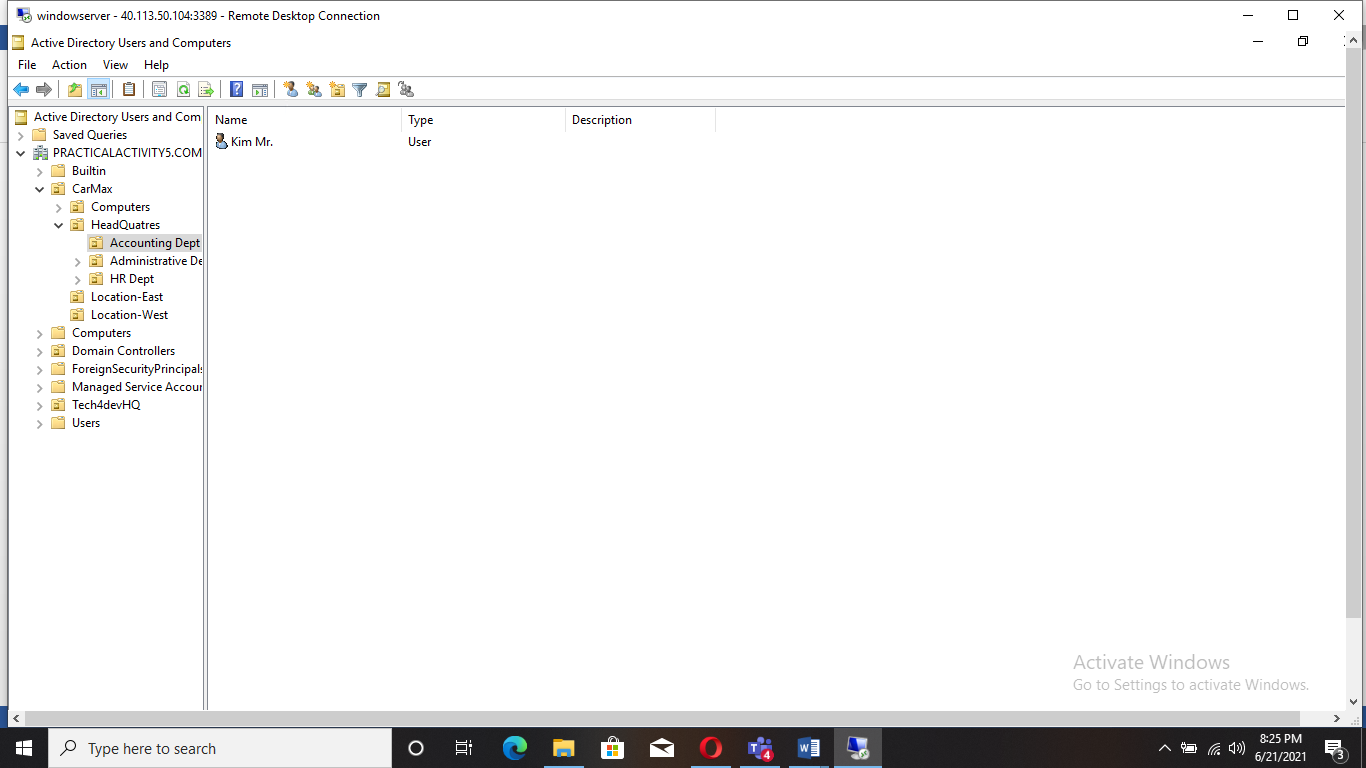 windowserver - 40.113.50.104:3389 - Remote Desktop Connection
Active Directory Users and Computers
File Action View Help
Active Directory Users and Com
Saved Queries
PRACTICALACTIVITY5.COM
Builtin
CarMax
Computers
HeadQuatres
Accounting Dept
Administrative De
HR Dept
Location-East
Location-West
Computers
Domain Controllers
ForeignSecurityPrincipals
Managed Service Accour
Tech4devHQ
Users
Name Type Description
Kim Mr. User
Activate Windows
Go to Settings to activate Windows.
Type here to search
4
8:25 PM
6/21/2021
3